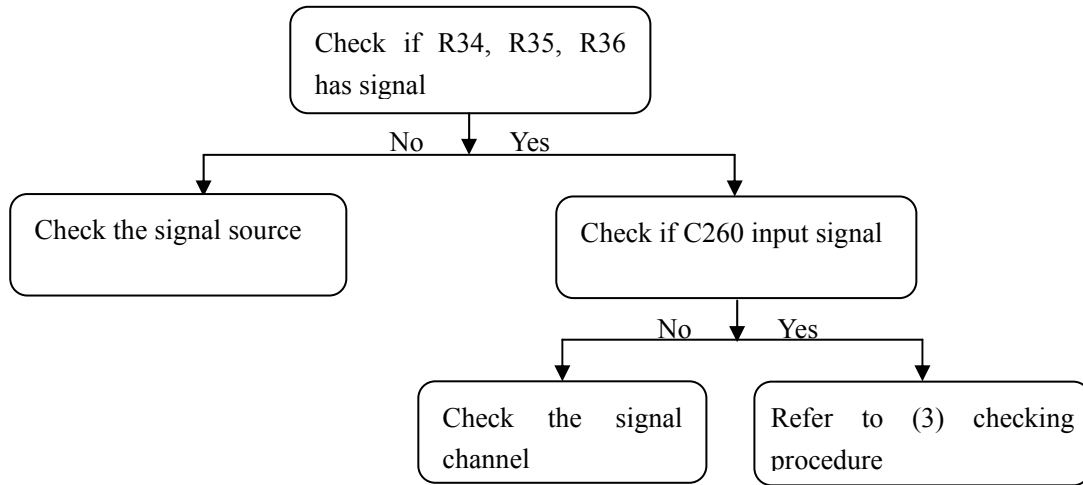 Check if R34, R35, R36
has signal
No Yes
Check the signal source
Check if C260 input signal
No Yes
Check the signal
channel
Refer to (3) checking
procedure